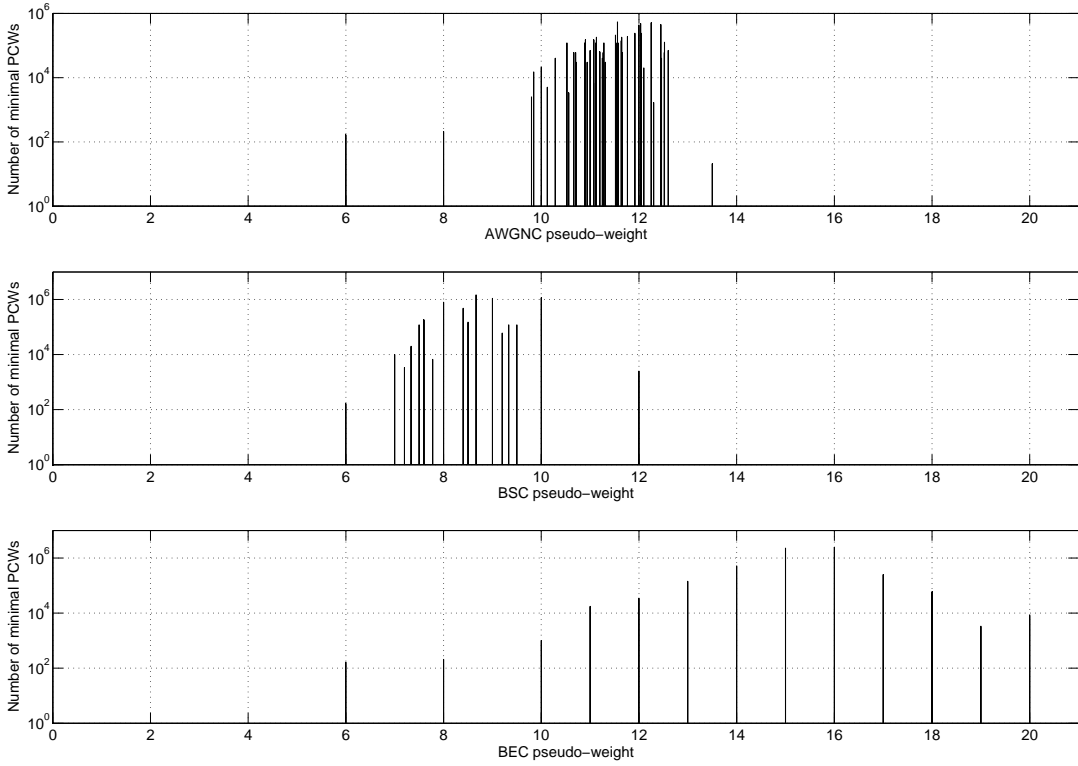 10^6
10^4
10^2
10^0
Number of minimal PCWs
0 2 4 6 8 10 12 14 16 18 20
AWGNC pseudo−weight
10^6
10^4
10^2
10^0
Number of minimal PCWs
0 2 4 6 8 10 12 14 16 18 20
BSC pseudo−weight
10^6
10^4
10^2
10^0
Number of minimal PCWs
0 2 4 6 8 10 12 14 16 18 20
BEC pseudo−weight